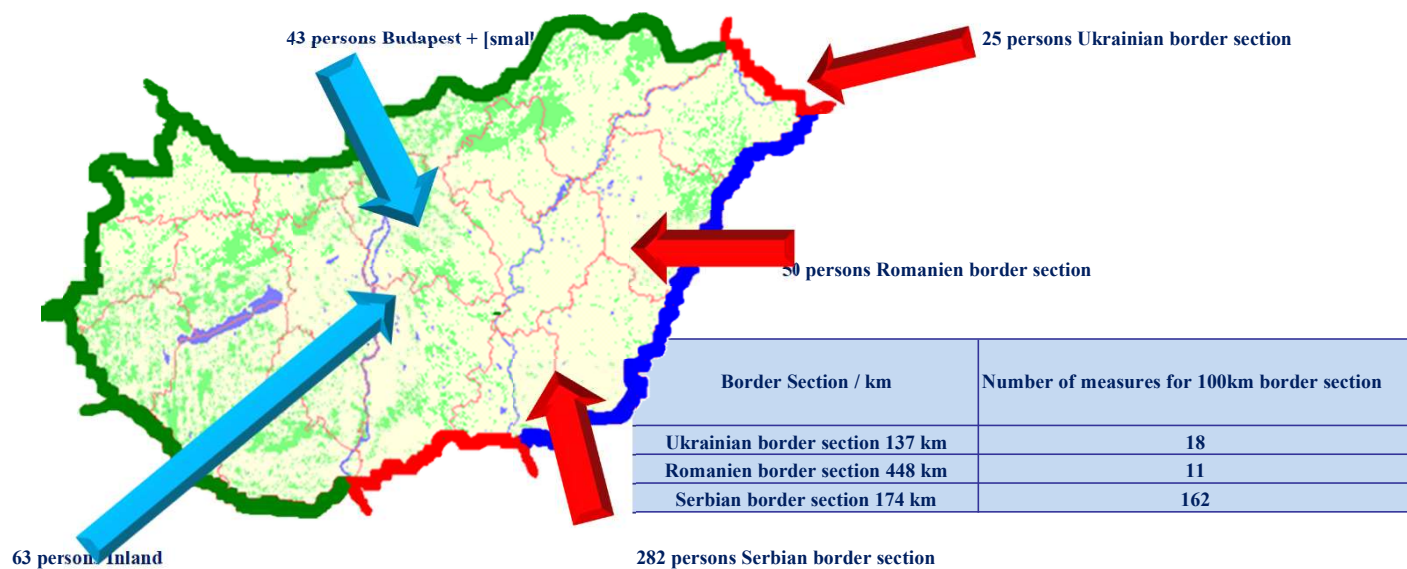 43 persons Budapest + [small
25 persons Ukrainian border section
50 persons Romanien border section
Border Section / km Number of measures for 100km border section
Ukrainian border section 137 km 18
Romanien border section 448 km 11
Serbian border section 174 km 162
63 persons Inland
282 persons Serbian border section